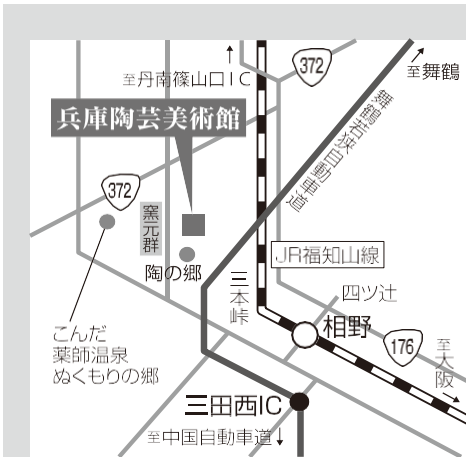 372
至丹南篠山口IC
至舞鶴
兵庫陶芸美術館
舞鶴若狭自動車道
372
窯元群
陶の郷
JR福知山線
三本峠
四ツ辻
相野
こんだ
薬師温泉
ぬくもりの郷
176
至大阪
三田西IC
至中国自動車道